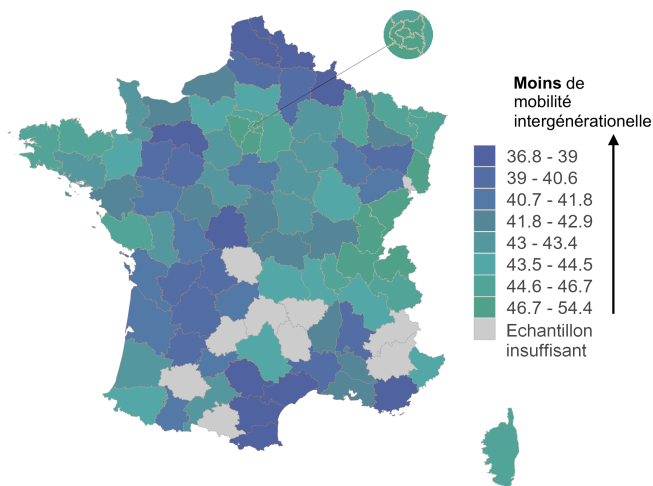 Moins de
mobilité
intergénérationelle
36.8 - 39
39 - 40.6
40.7 - 41.8
41.8 - 42.9
43 - 43.4
43.5 - 44.5
44.6 - 46.7
46.7 - 54.4
Echantillon
insuffisant